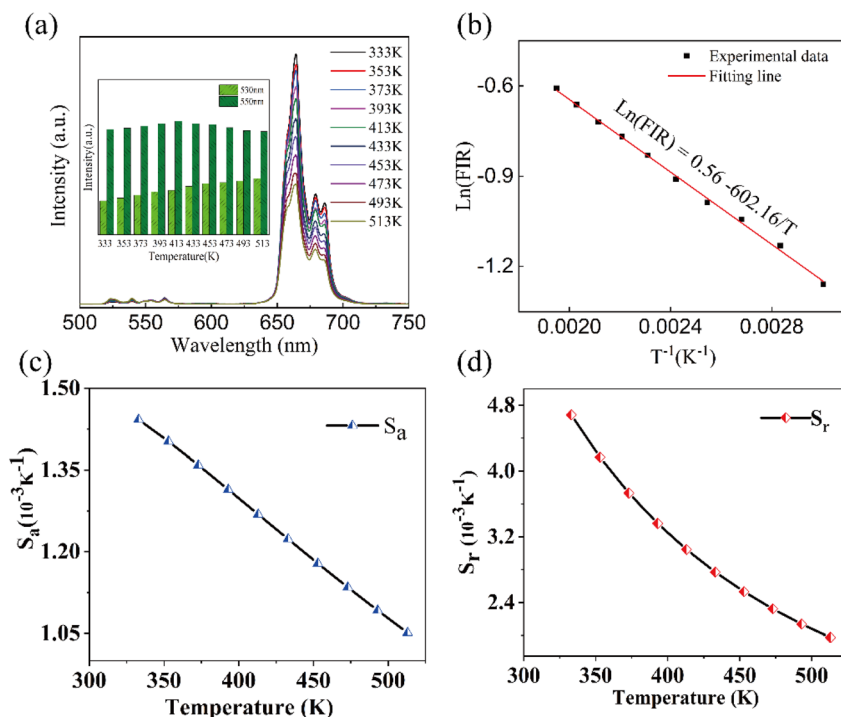 (a)
Intensity (a.u.)
530nm
550nm
Intensity(a.u.)
333 353 373 393 413 433 453 473 493 513
Temperature(K)
333K
353K
373K
393K
413K
433K
453K
473K
493K
513K
500 550 600 650 700 750
Wavelength (nm)
(b)
Experimental data
Fitting line
Ln(FIR) = 0.56 -602.16/T
Ln(FIR)
-0.6
-0.9
-1.2
0.0020 0.0024 0.0028
T⁻¹(K⁻¹)
(c)
Sₐ
Sₐ(10⁻³K⁻¹)
1.50
1.35
1.20
1.05
300 350 400 450 500
Temperature (K)
(d)
Sᵣ
Sᵣ (10⁻³K⁻¹)
4.8
4.0
3.2
2.4
300 350 400 450 500
Temperature (K)